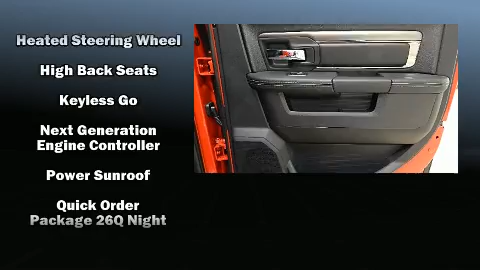 Heated Steering Wheel
High Back Seats
Keyless Go
Next Generation
Engine Controller
Power Sunroof
Quick Order
Package 26Q Night